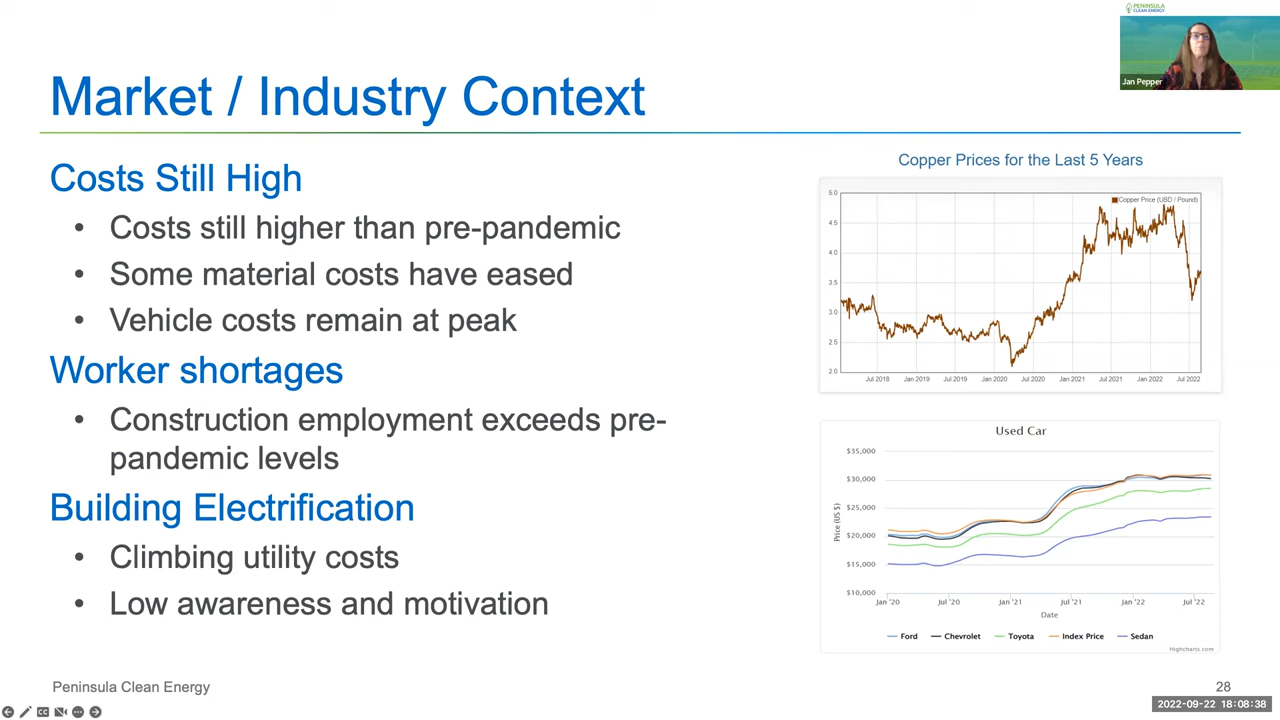 PENINSULA
CLEAN ENERGY
Jan Pepper
Market / Industry Context
Costs Still High
• Costs still higher than pre-pandemic
• Some material costs have eased
• Vehicle costs remain at peak
Worker shortages
• Construction employment exceeds pre-
pandemic levels
Building Electrification
• Climbing utility costs
• Low awareness and motivation
Copper Prices for the Last 5 Years
Copper Price (USD / Pound)
5.0
4.5
4.0
3.5
3.0
2.5
2.0
Jul 2018 Jan 2019 Jul 2019 Jan 2020 Jul 2020 Jan 2021 Jul 2021 Jan 2022 Jul 2022
Used Car
Price (US $)
$35,000
$30,000
$25,000
$20,000
$15,000
$10,000
Jan '20 Jul '20 Jan '21 Jul '21 Jan '22 Jul '22
Date
Ford Chevrolet Toyota Index Price Sedan
Highcharts.com
Peninsula Clean Energy
28
2022-09-22 18:08:38
CC